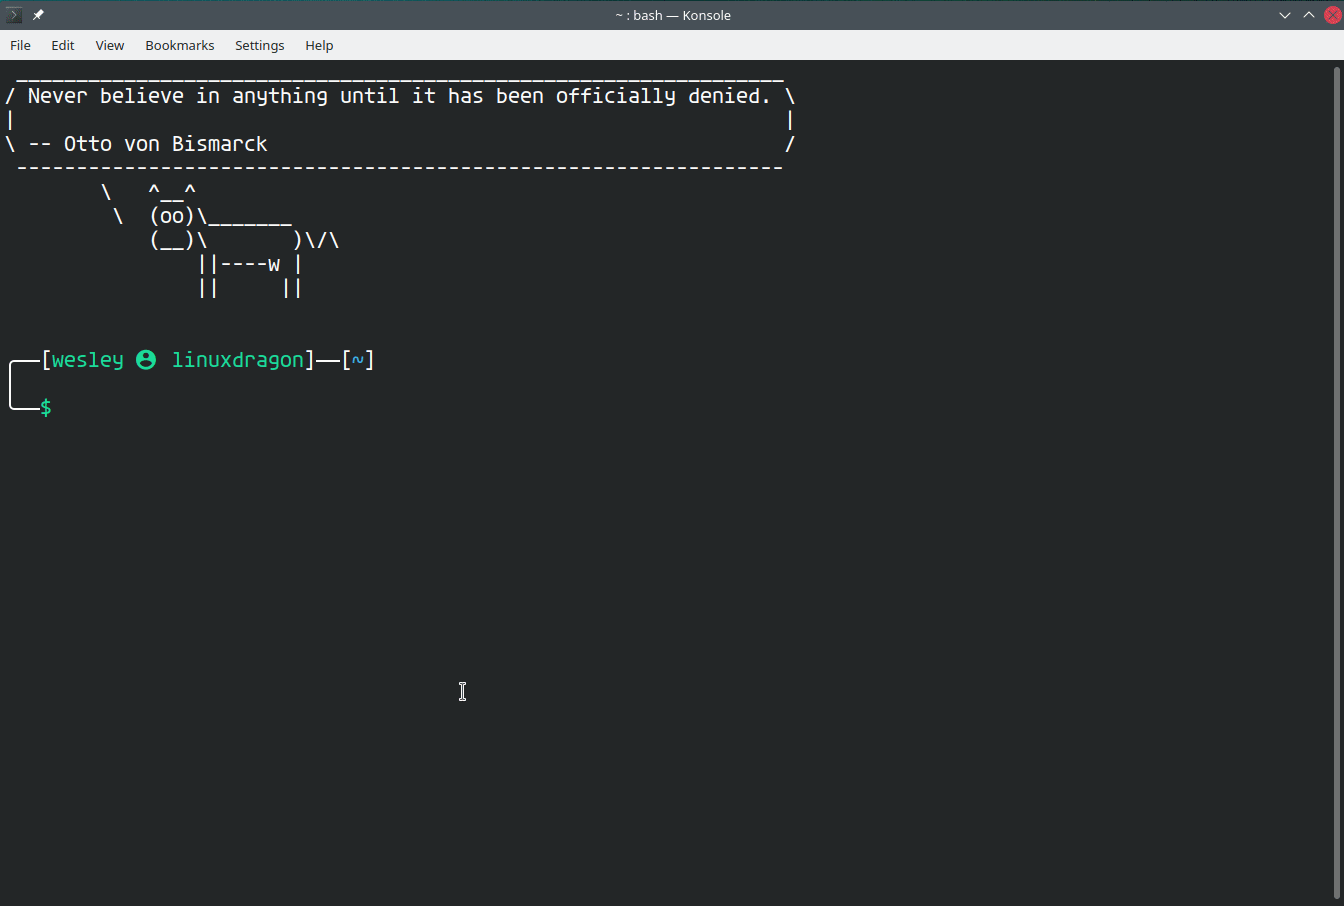 ~ : bash — Konsole
File Edit View Bookmarks Settings Help
 ________________________________________________________________
/ Never believe in anything until it has been officially denied. \
|                                                                |
\ -- Otto von Bismarck                                           /
 ----------------------------------------------------------------
        \   ^__^
         \  (oo)\_______
            (__)\       )\/\
                ||----w |
                ||     ||
┌──[wesley linuxdragon]──[~]
└──$